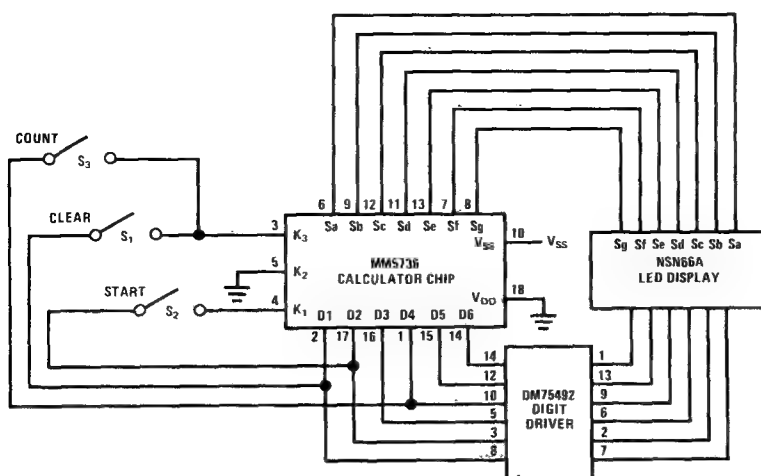 COUNT
S3
CLEAR
S1
START
S2
6 9 12 11 13 7 8
Sa Sb Sc Sd Se Sf Sg
3 K3
5 K2
4 K1
VSS 10 VSS
MM5736
CALCULATOR CHIP
VDD 18
D1 D2 D3 D4 D5 D6
2 17 16 1 15 14
Sg Sf Se Sd Sc Sb Sa
NSN66A
LED DISPLAY
14 1
12 13
10 9
5 6
3 2
8 7
DM75492
DIGIT
DRIVER